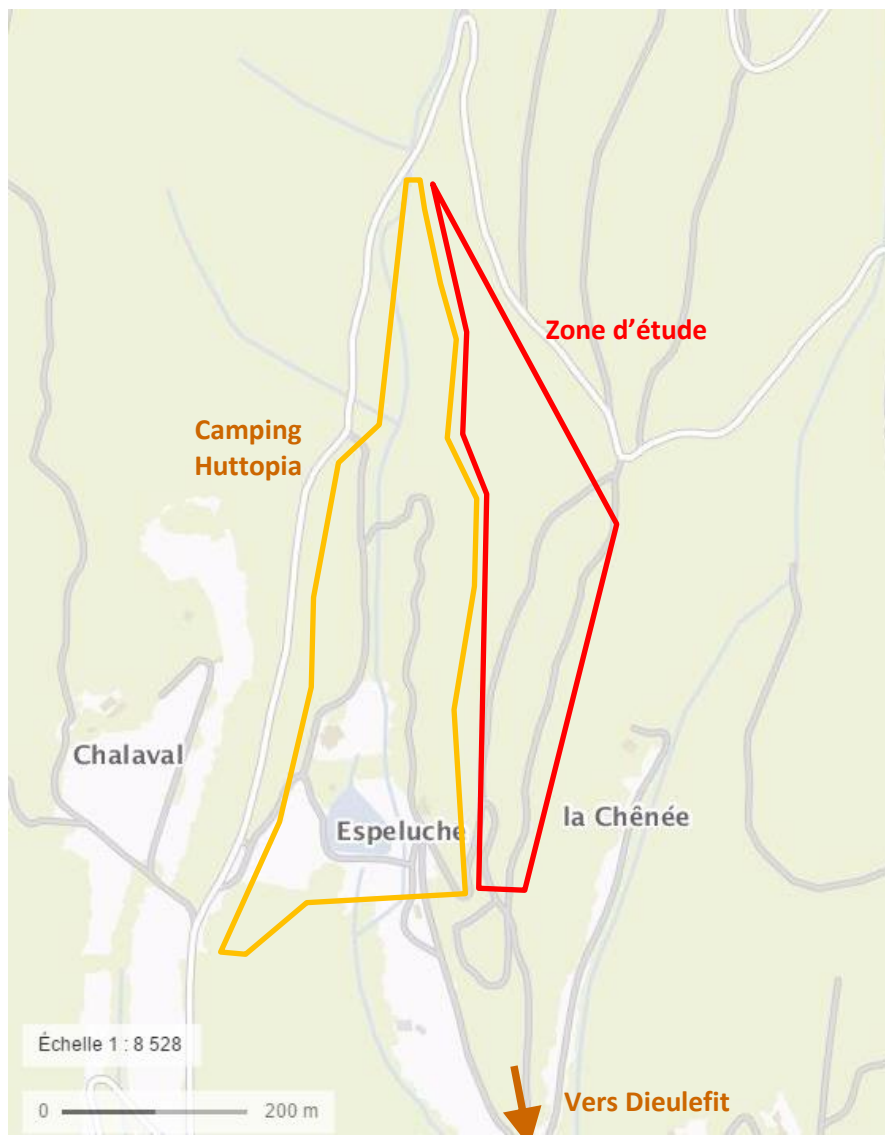 Zone d'étude
Camping
Huttopia
Chalaval
Espeluche
la Chênée
Échelle 1 : 8 528
0 200 m
Vers Dieulefit